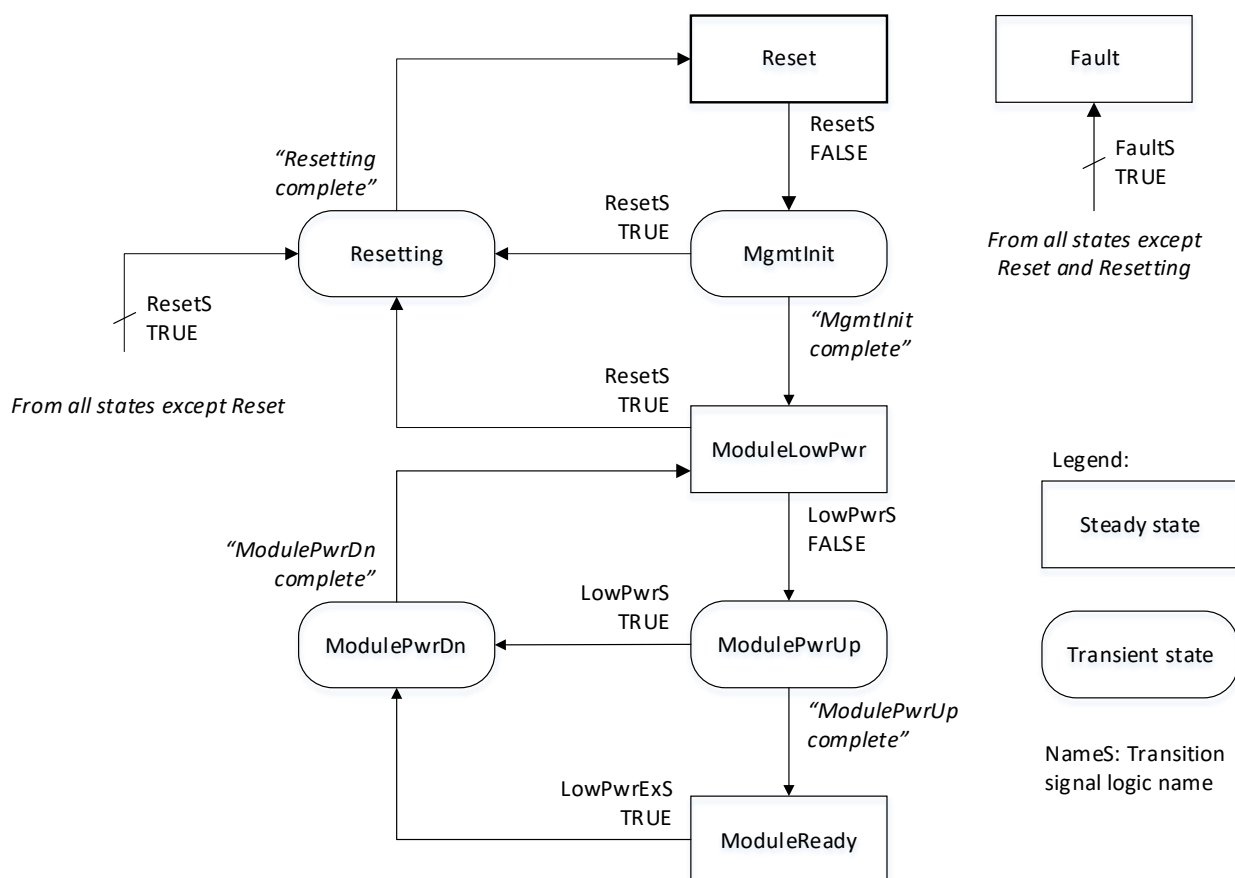 Reset
Fault
ResetS
FALSE
FaultS
TRUE
“Resetting
complete”
ResetS
TRUE
Resetting
MgmtInit
From all states except
Reset and Resetting
ResetS
TRUE
“MgmtInit
complete”
From all states except Reset
ResetS
TRUE
ModuleLowPwr
Legend:
LowPwrS
FALSE
Steady state
“ModulePwrDn
complete”
LowPwrS
TRUE
ModulePwrDn
ModulePwrUp
Transient state
“ModulePwrUp
complete”
NameS: Transition
signal logic name
LowPwrExS
TRUE
ModuleReady